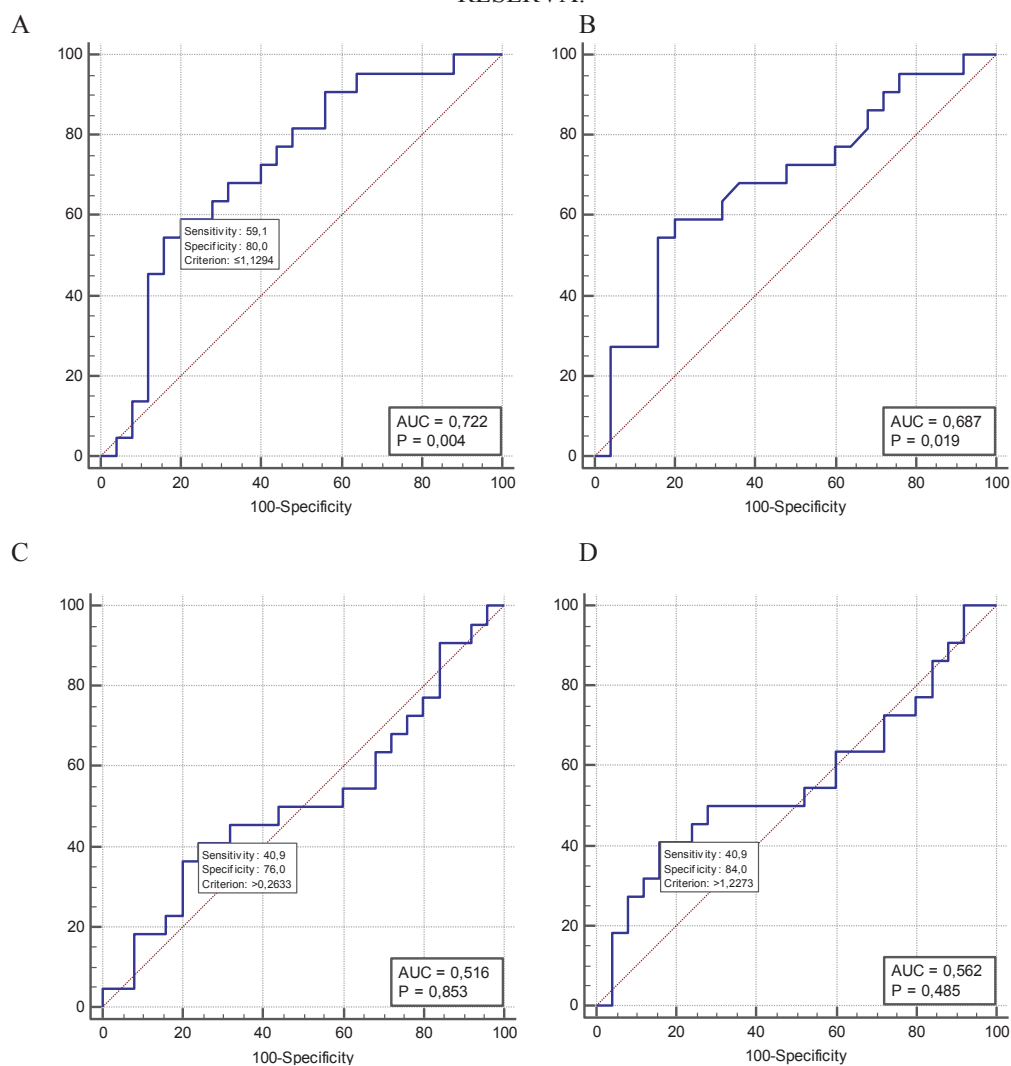 RESERVA.
A
100
80
60
40
20
0
Sensitivity: 59,1
Specificity: 80,0
Criterion: ≤1,1294
AUC = 0,722
P = 0,004
0 20 40 60 80 100
100-Specificity
B
100
80
60
40
20
0
AUC = 0,687
P = 0,019
0 20 40 60 80 100
100-Specificity
C
100
80
60
40
20
0
Sensitivity: 40,9
Specificity: 76,0
Criterion: >0,2633
AUC = 0,516
P = 0,853
0 20 40 60 80 100
100-Specificity
D
100
80
60
40
20
0
Sensitivity: 40,9
Specificity: 84,0
Criterion: >1,2273
AUC = 0,562
P = 0,485
0 20 40 60 80 100
100-Specificity